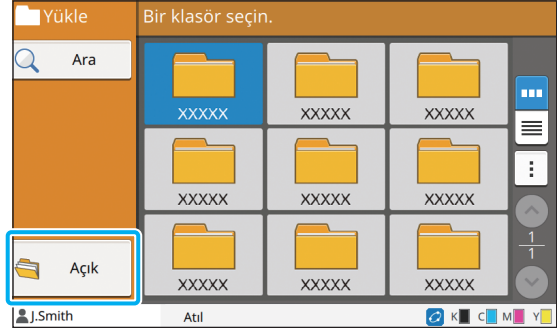 Yükle
Bir klasör seçin.
Ara
XXXXX XXXXX XXXXX
XXXXX XXXXX XXXXX
1
1
Açık
XXXXX XXXXX XXXXX
J.Smith Atıl K C M Y